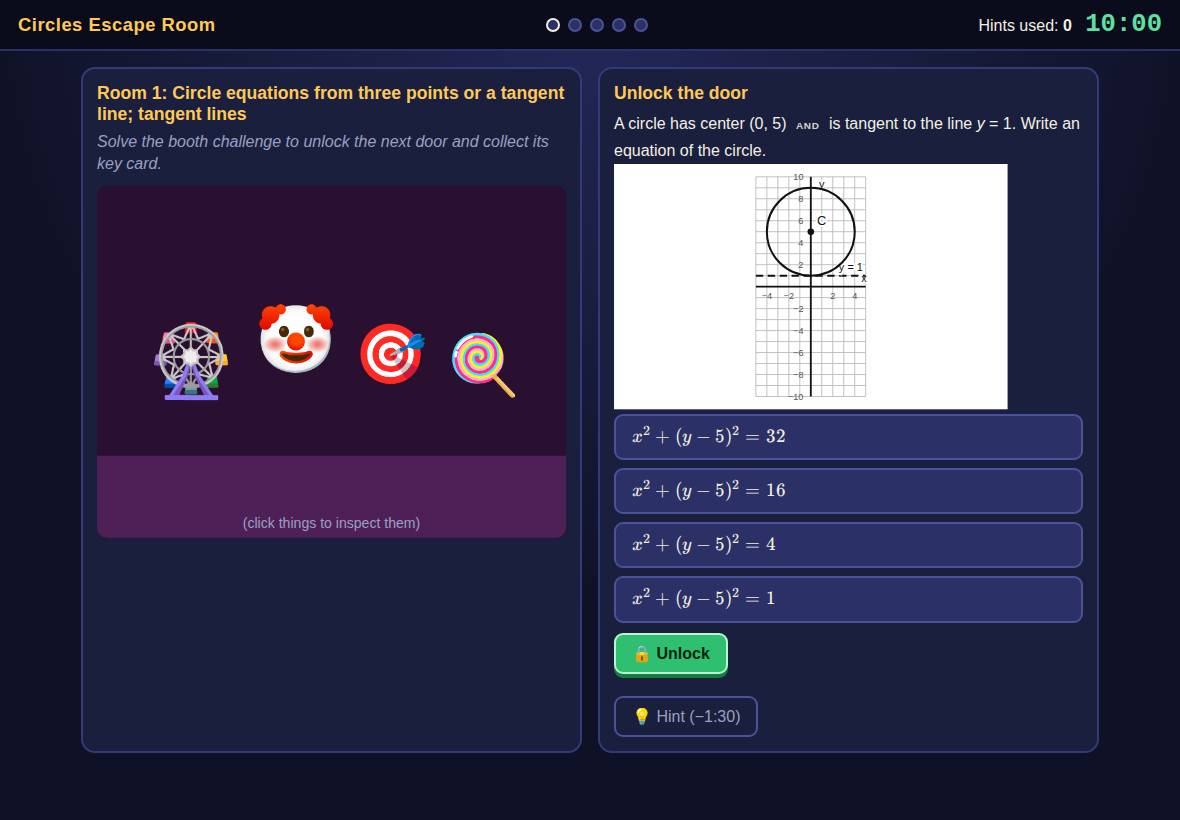 Circles Escape Room
Hints used: 0 10:00
Room 1: Circle equations from three points or a tangent
line; tangent lines
Solve the booth challenge to unlock the next door and collect its
key card.
(click things to inspect them)
Unlock the door
A circle has center (0, 5) AND is tangent to the line y = 1. Write an
equation of the circle.
10
y
8
6
C
4
2
y = 1
x
−4 −2 2 4
−2
−4
−6
−8
−10
x² + (y − 5)² = 32
x² + (y − 5)² = 16
x² + (y − 5)² = 4
x² + (y − 5)² = 1
🔒 Unlock
💡 Hint (−1:30)